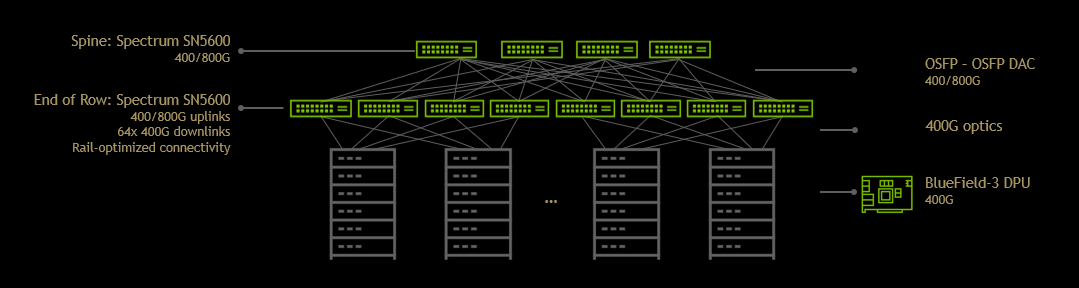 Spine: Spectrum SN5600
400/800G
End of Row: Spectrum SN5600
400/800G uplinks
64x 400G downlinks
Rail-optimized connectivity
...
OSFP - OSFP DAC
400/800G
400G optics
BlueField-3 DPU
400G